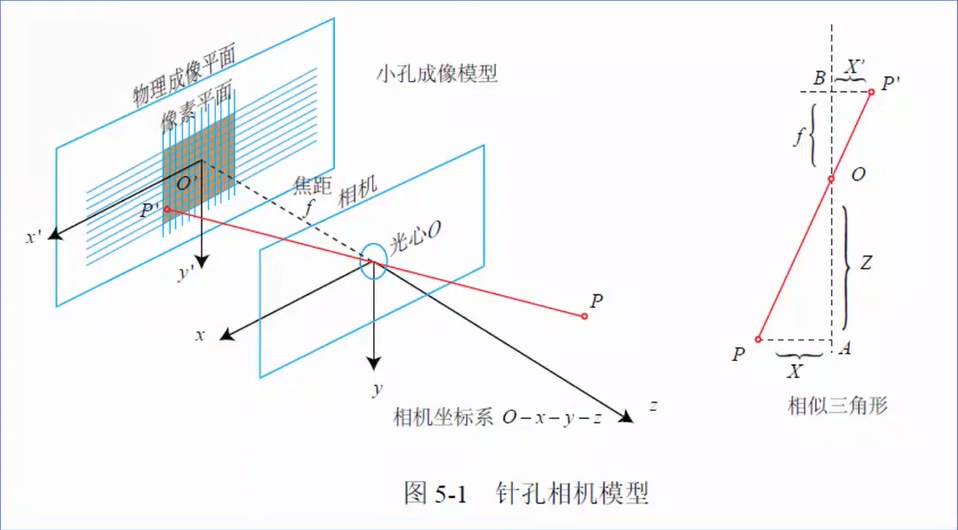 物理成像平面
像素平面
小孔成像模型
O'
P'
x'
y'
焦距
f
相机
光心O
x
y
z
P
相机坐标系 O－x－y－z
B
X'
P'
f
O
Z
P
X
A
相似三角形
图 5-1 针孔相机模型